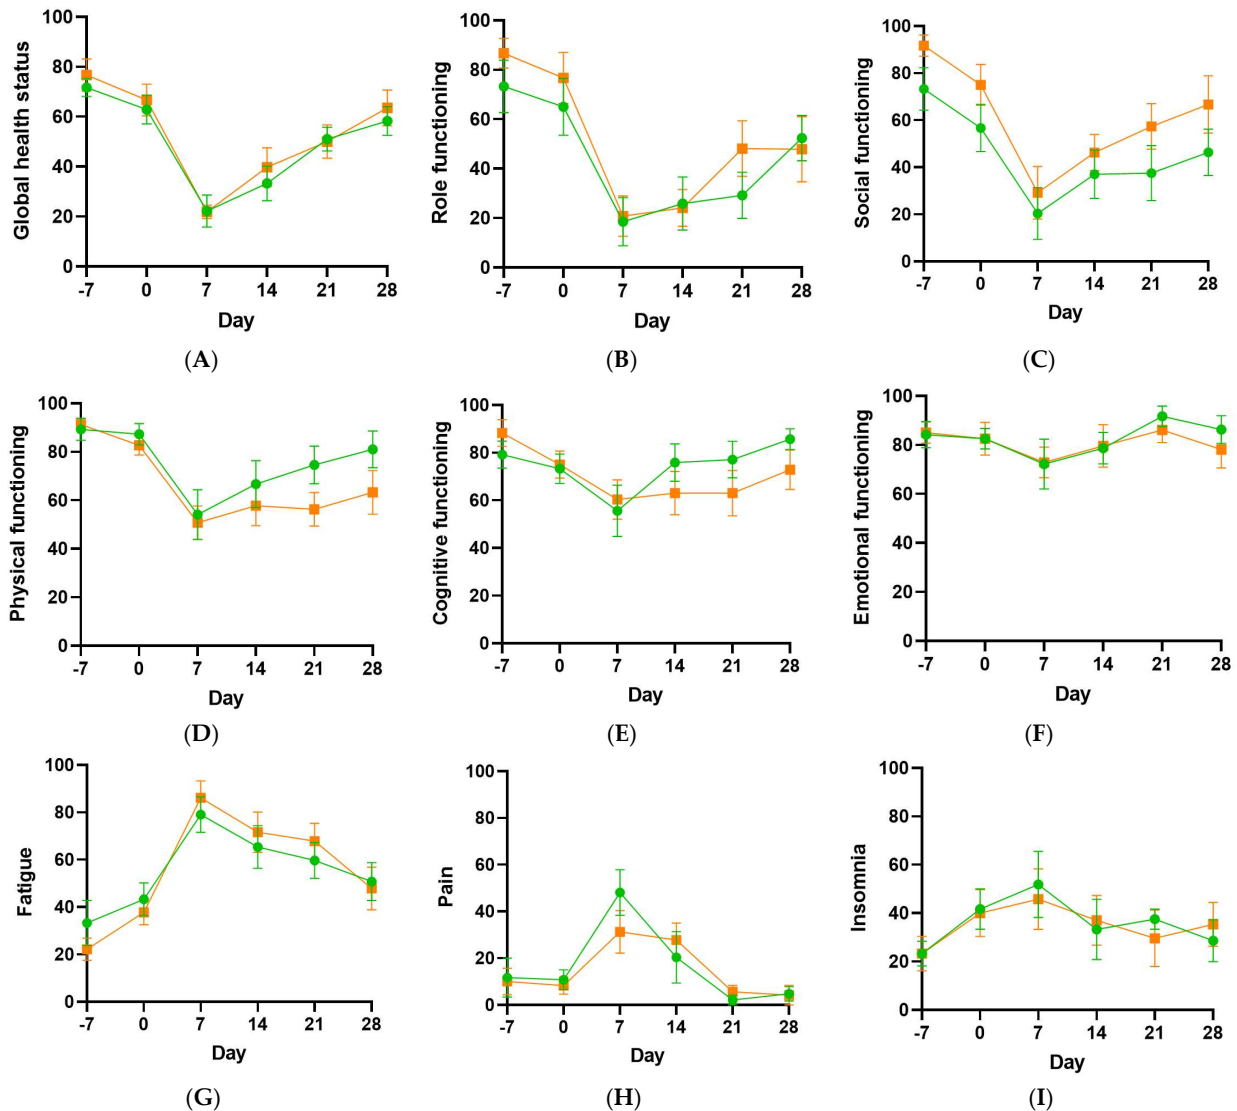 Global health status
100
80
60
40
20
0
-7 0 7 14 21 28
Day
(A)
Role functioning
100
80
60
40
20
0
-7 0 7 14 21 28
Day
(B)
Social functioning
100
80
60
40
20
0
-7 0 7 14 21 28
Day
(C)
Physical functioning
100
80
60
40
20
0
-7 0 7 14 21 28
Day
(D)
Cognitive functioning
100
80
60
40
20
0
-7 0 7 14 21 28
Day
(E)
Emotional functioning
100
80
60
40
20
0
-7 0 7 14 21 28
Day
(F)
Fatigue
100
80
60
40
20
0
-7 0 7 14 21 28
Day
(G)
Pain
100
80
60
40
20
0
-7 0 7 14 21 28
Day
(H)
Insomnia
100
80
60
40
20
0
-7 0 7 14 21 28
Day
(I)